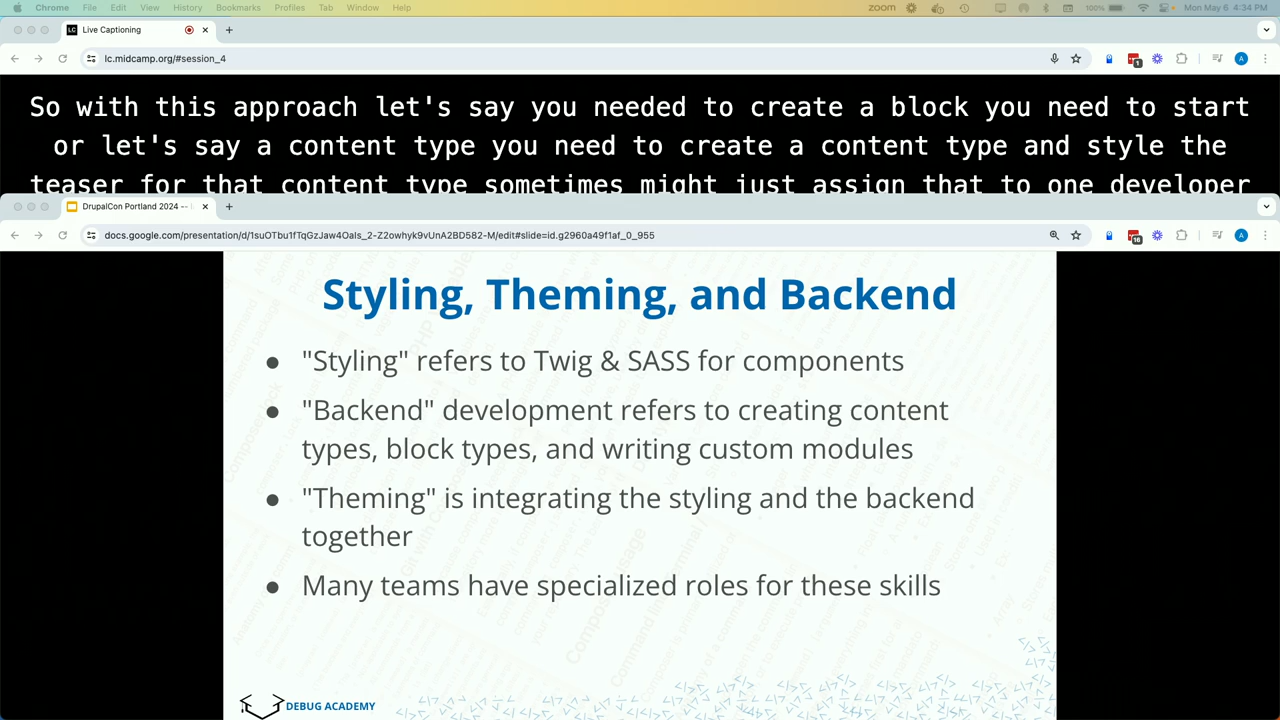 Chrome File Edit View History Bookmarks Profiles Tab Window Help zoom 100% Mon May 6 4:34 PM
LC Live Captioning
lc.midcamp.org/#session_4 1 A
So with this approach let's say you needed to create a block you need to start
or let's say a content type you need to create a content type and style the
teaser for that content type sometimes might just assign that to one developer
DrupalCon Portland 2024 --
docs.google.com/presentation/d/1suOTbu1fTqGzJaw4Oals_2-Z2owhyk9vUnA2BD582-M/edit#slide=id.g2960a49f1af_0_955 16 A
Styling, Theming, and Backend
● "Styling" refers to Twig & SASS for components
● "Backend" development refers to creating content
types, block types, and writing custom modules
● "Theming" is integrating the styling and the backend
together
● Many teams have specialized roles for these skills
DEBUG ACADEMY